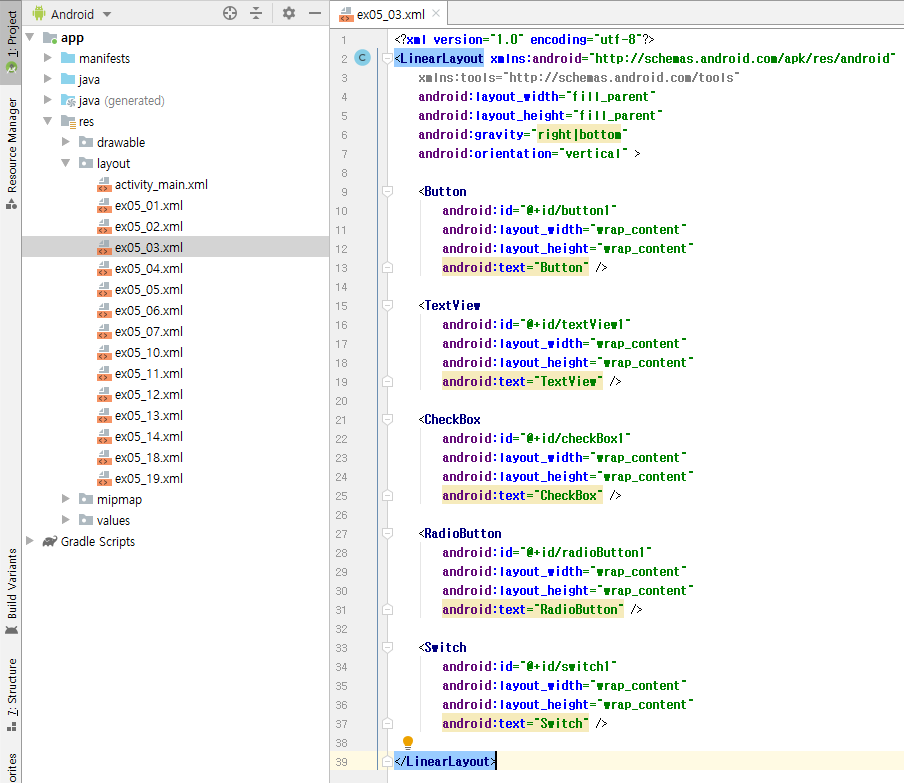 1: Project
Resource Manager
Build Variants
7: Structure
orites
Android
app
manifests
java
java (generated)
res
drawable
layout
activity_main.xml
ex05_01.xml
ex05_02.xml
ex05_03.xml
ex05_04.xml
ex05_05.xml
ex05_06.xml
ex05_07.xml
ex05_10.xml
ex05_11.xml
ex05_12.xml
ex05_13.xml
ex05_14.xml
ex05_18.xml
ex05_19.xml
mipmap
values
Gradle Scripts
ex05_03.xml
1 <?xml version="1.0" encoding="utf-8"?>
2 C <LinearLayout xmlns:android="http://schemas.android.com/apk/res/android"
3 xmlns:tools="http://schemas.android.com/tools"
4 android:layout_width="fill_parent"
5 android:layout_height="fill_parent"
6 android:gravity="right|bottom"
7 android:orientation="vertical" >
8
9 <Button
10 android:id="@+id/button1"
11 android:layout_width="wrap_content"
12 android:layout_height="wrap_content"
13 android:text="Button" />
14
15 <TextView
16 android:id="@+id/textView1"
17 android:layout_width="wrap_content"
18 android:layout_height="wrap_content"
19 android:text="TextView" />
20
21 <CheckBox
22 android:id="@+id/checkBox1"
23 android:layout_width="wrap_content"
24 android:layout_height="wrap_content"
25 android:text="CheckBox" />
26
27 <RadioButton
28 android:id="@+id/radioButton1"
29 android:layout_width="wrap_content"
30 android:layout_height="wrap_content"
31 android:text="RadioButton" />
32
33 <Switch
34 android:id="@+id/switch1"
35 android:layout_width="wrap_content"
36 android:layout_height="wrap_content"
37 android:text="Switch" />
38
39 </LinearLayout>